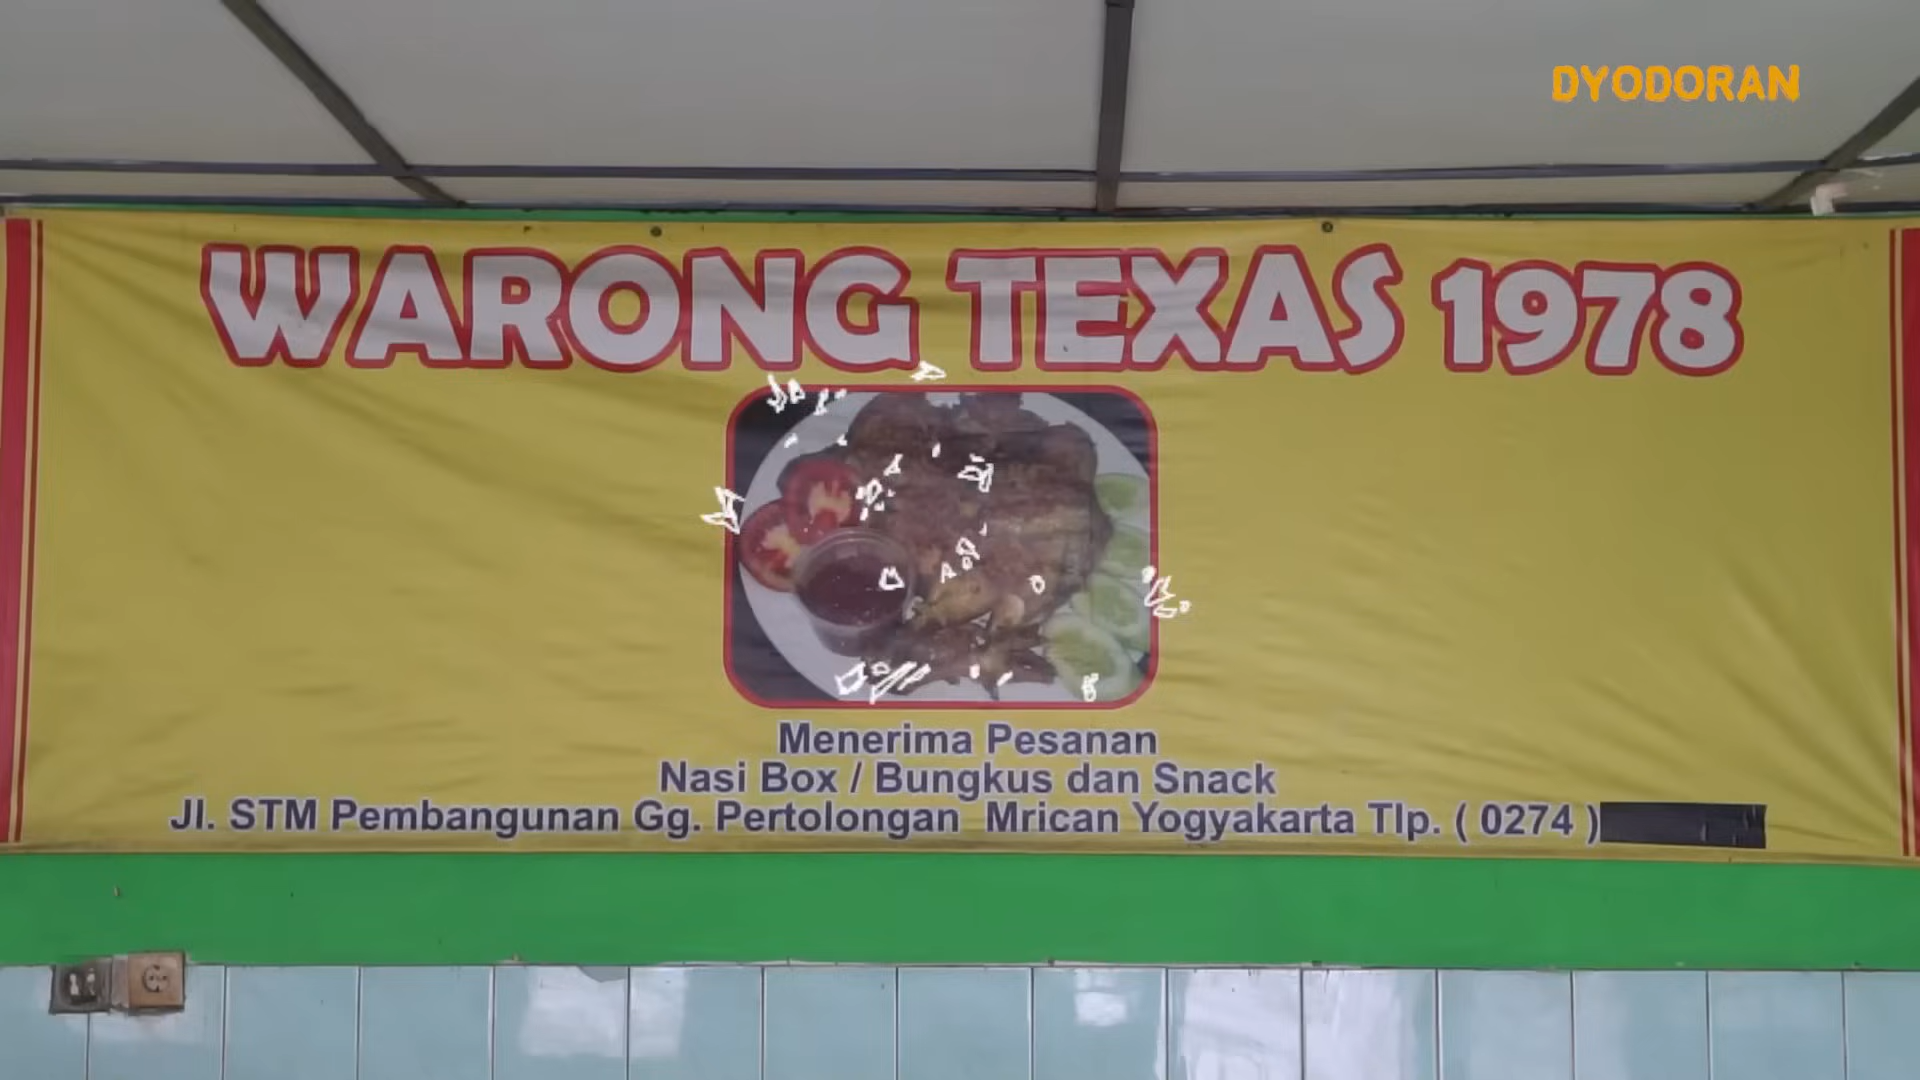 DYODORAN
WARONG TEXAS 1978
Menerima Pesanan
Nasi Box / Bungkus dan Snack
Jl. STM Pembangunan Gg. Pertolongan Mrican Yogyakarta Tlp. ( 0274 )